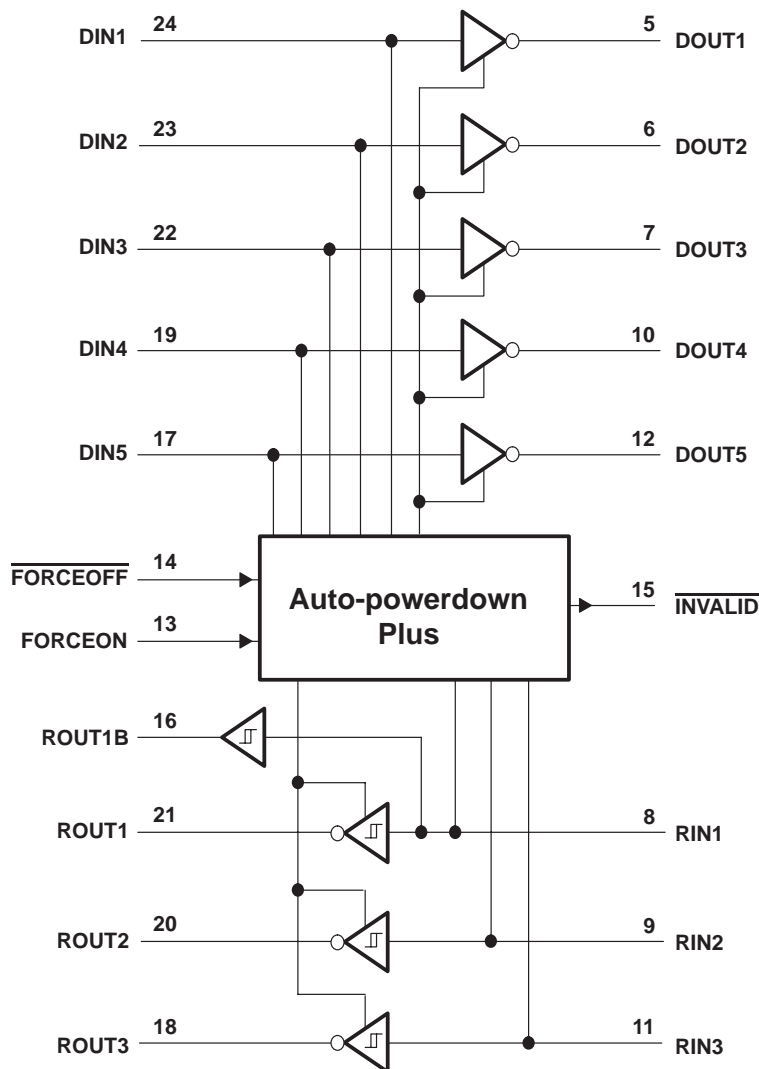 DIN1 24 5 DOUT1
DIN2 23 6 DOUT2
DIN3 22 7 DOUT3
DIN4 19 10 DOUT4
DIN5 17 12 DOUT5
FORCEOFF 14
Auto-powerdown
Plus
15 INVALID
FORCEON 13
ROUT1B 16
ROUT1 21 8 RIN1
ROUT2 20 9 RIN2
ROUT3 18 11 RIN3